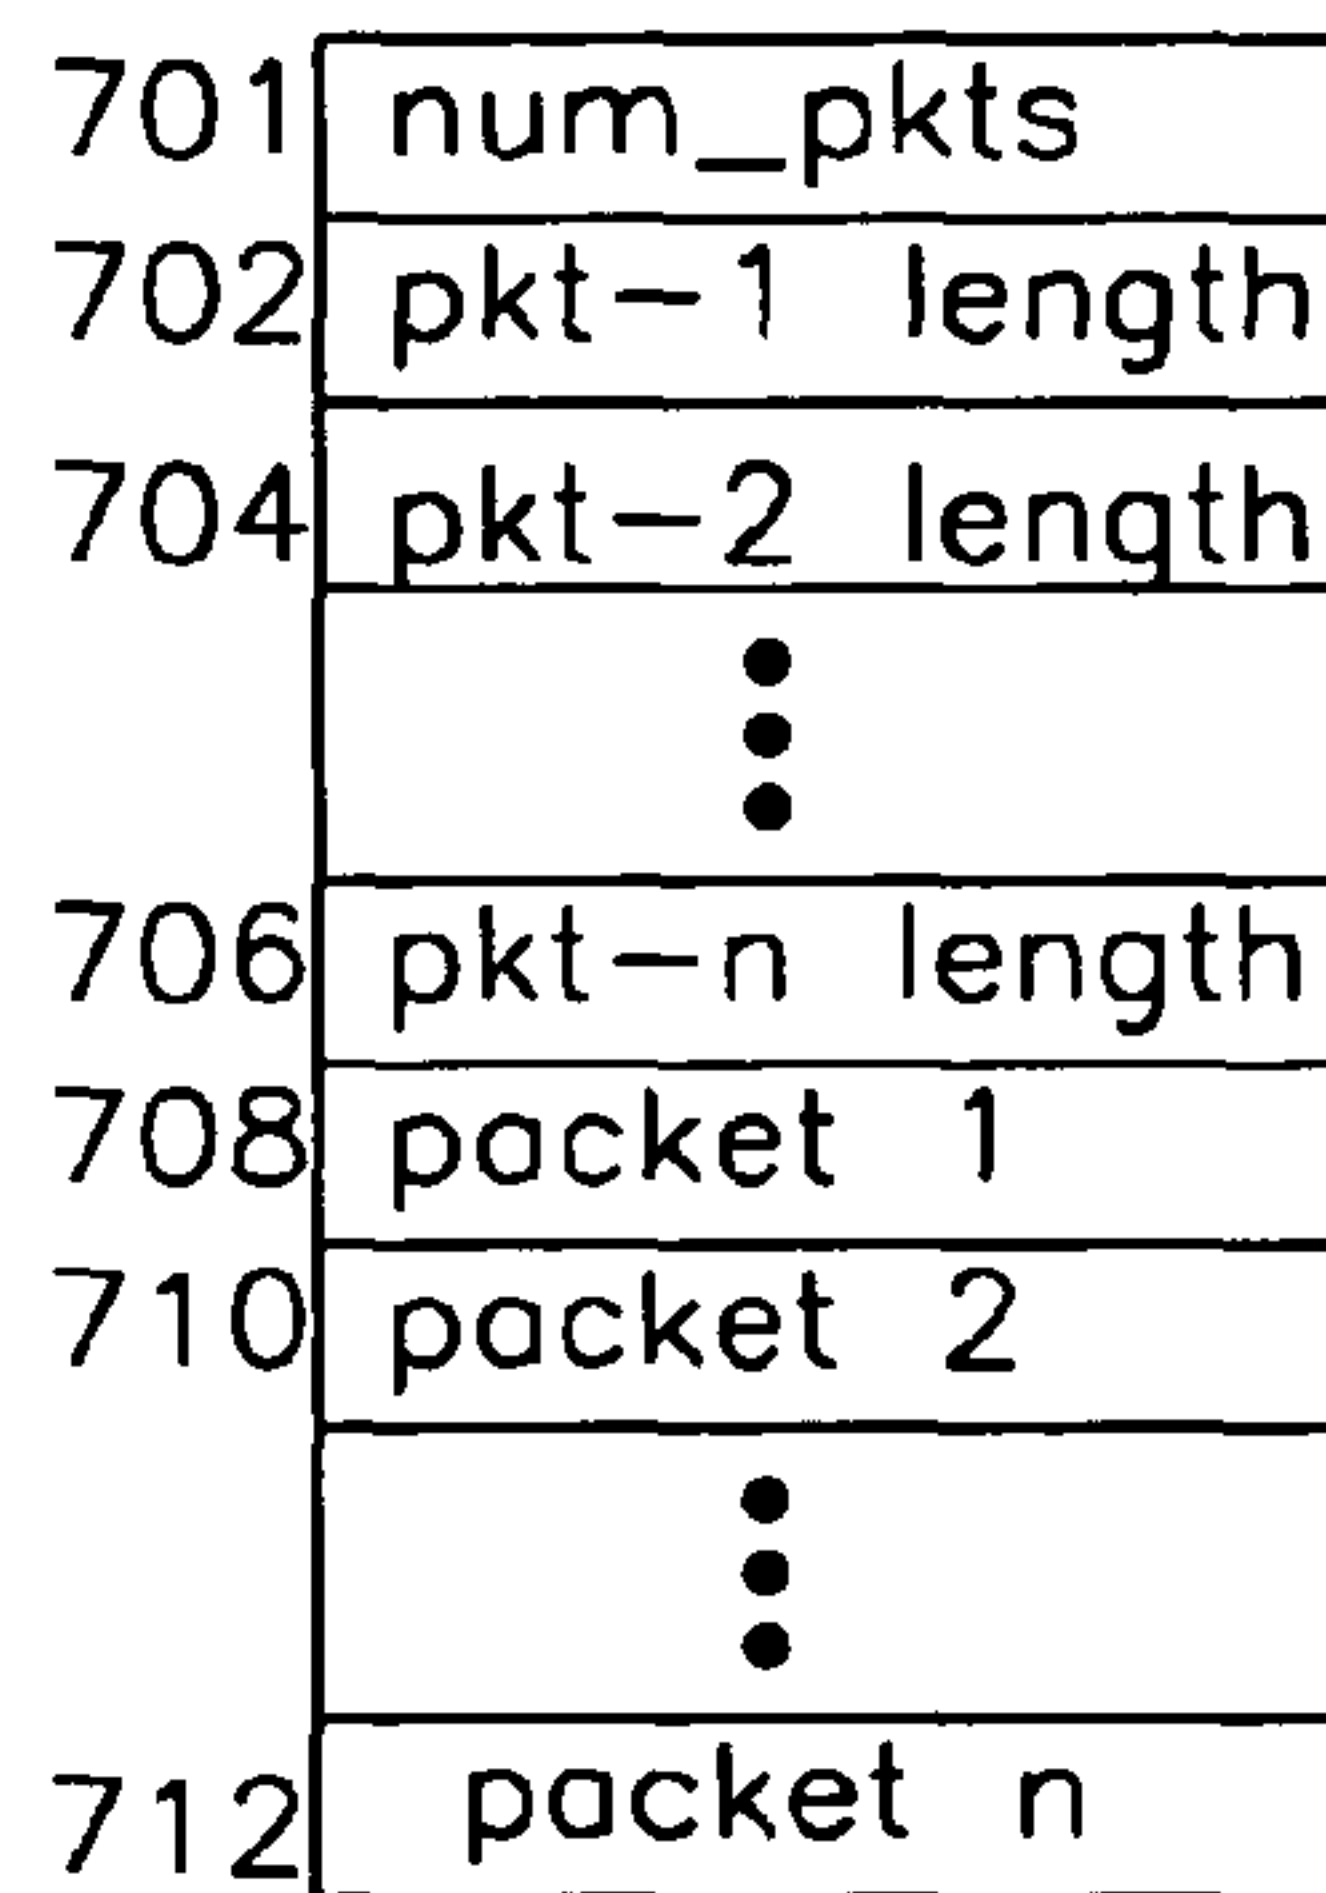 701 num_pkts
702 pkt-1 length
704 pkt-2 length
706 pkt-n length
708 packet 1
710 packet 2
712 packet n